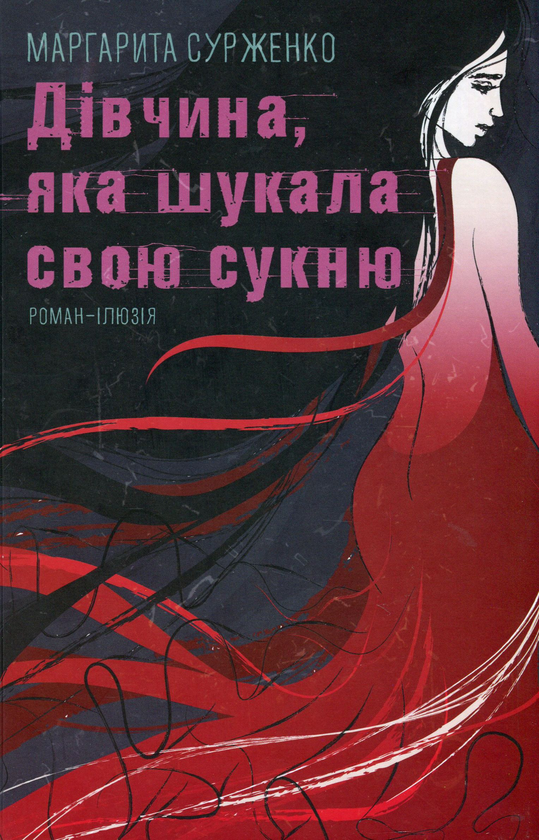 МАРГАРИТА СУРЖЕНКО
Дівчина,
яка шукала
свою сукню
РОМАН-ІЛЮЗІЯ